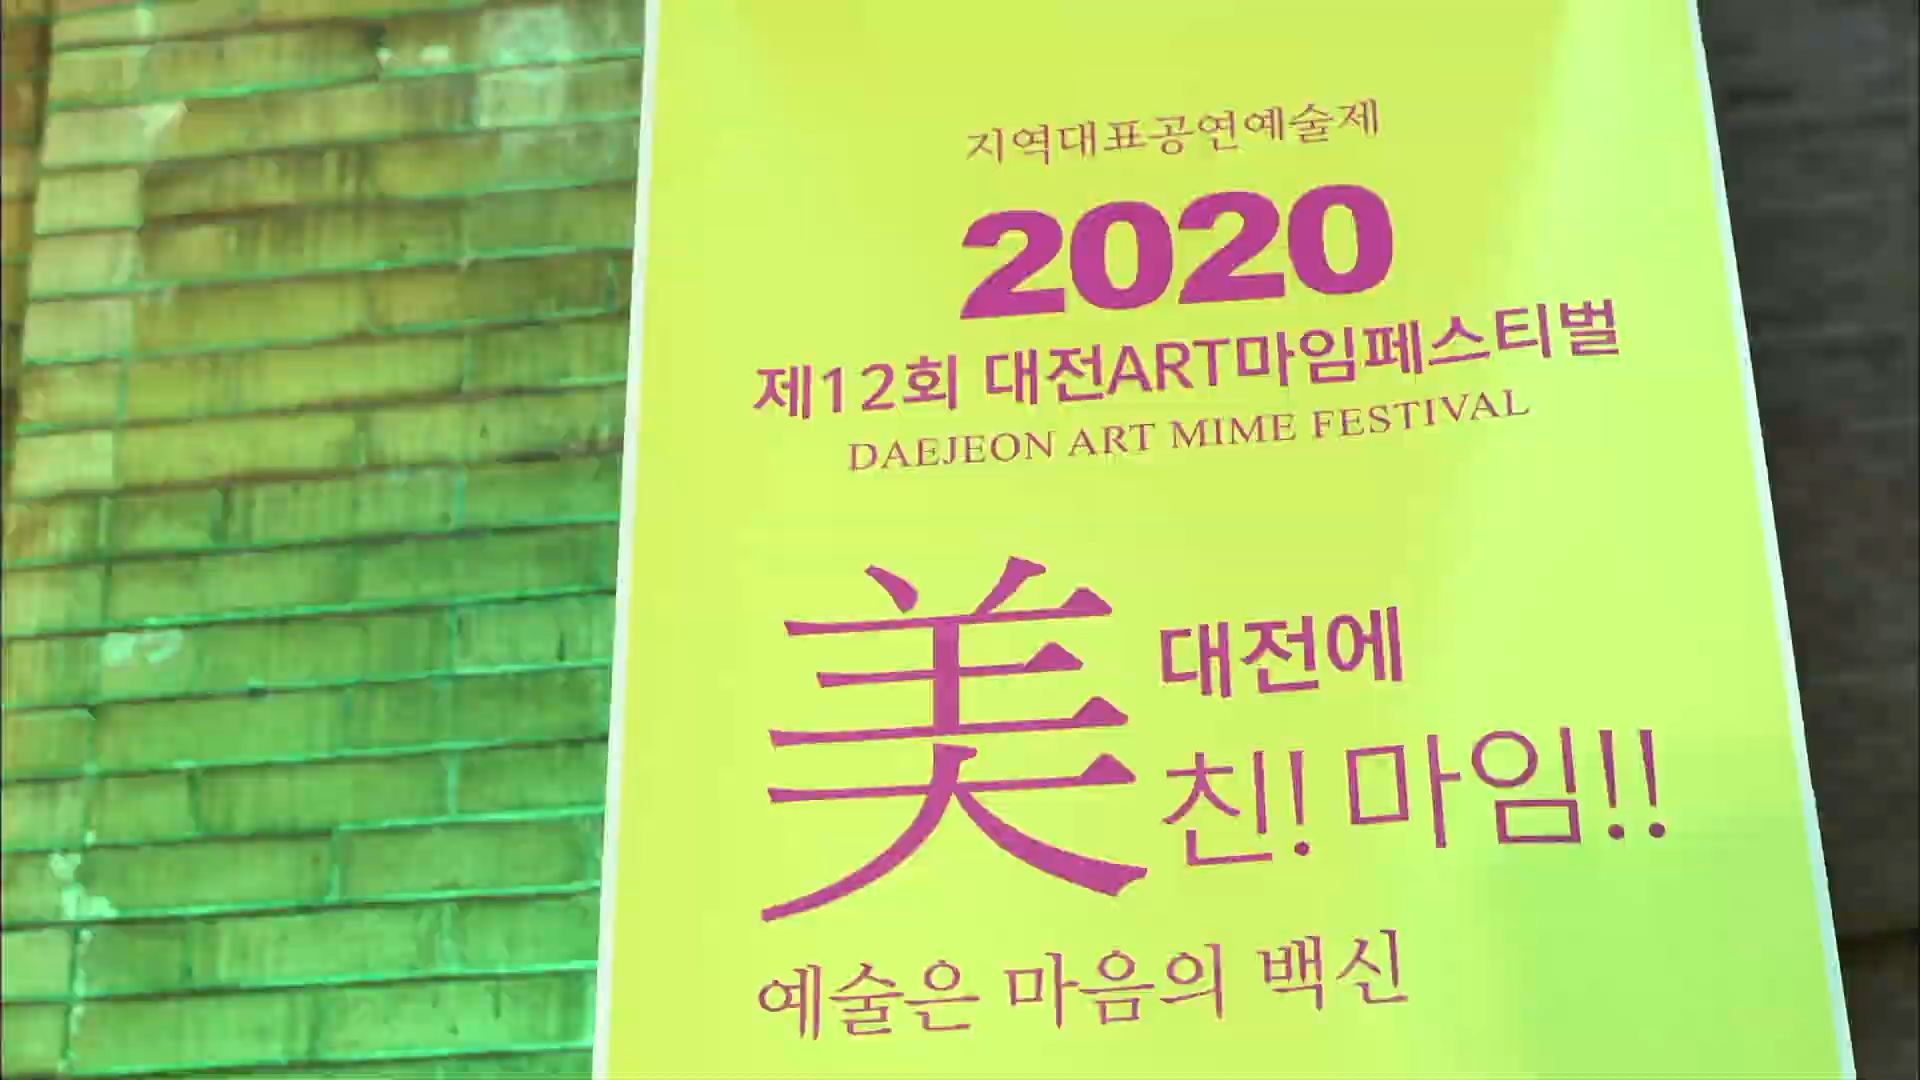 지역대표공연예술제
2020
제12회 대전ART마임페스티벌
DAEJEON ART MIME FESTIVAL
美 대전에
친! 마임!!
예술은 마음의 백신